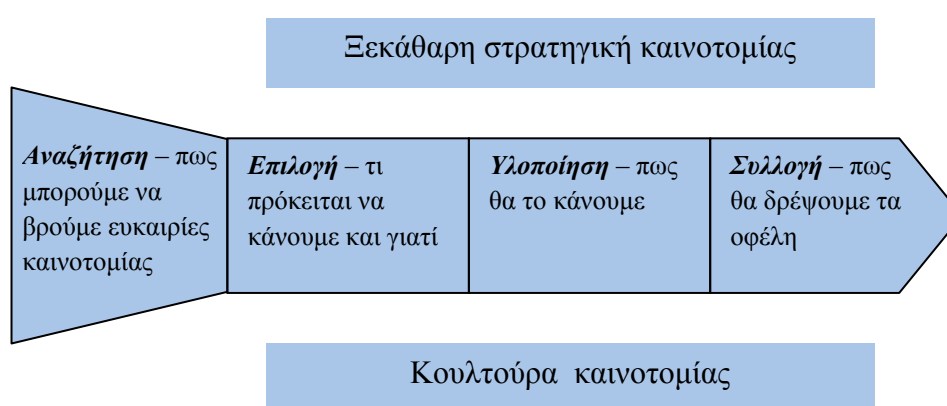 Ξεκάθαρη στρατηγική καινοτομίας
Αναζήτηση – πως
μπορούμε να
βρούμε ευκαιρίες
καινοτομίας
Επιλογή – τι
πρόκειται να
κάνουμε και γιατί
Υλοποίηση – πως
θα το κάνουμε
Συλλογή – πως
θα δρέψουμε τα
οφέλη
Κουλτούρα καινοτομίας